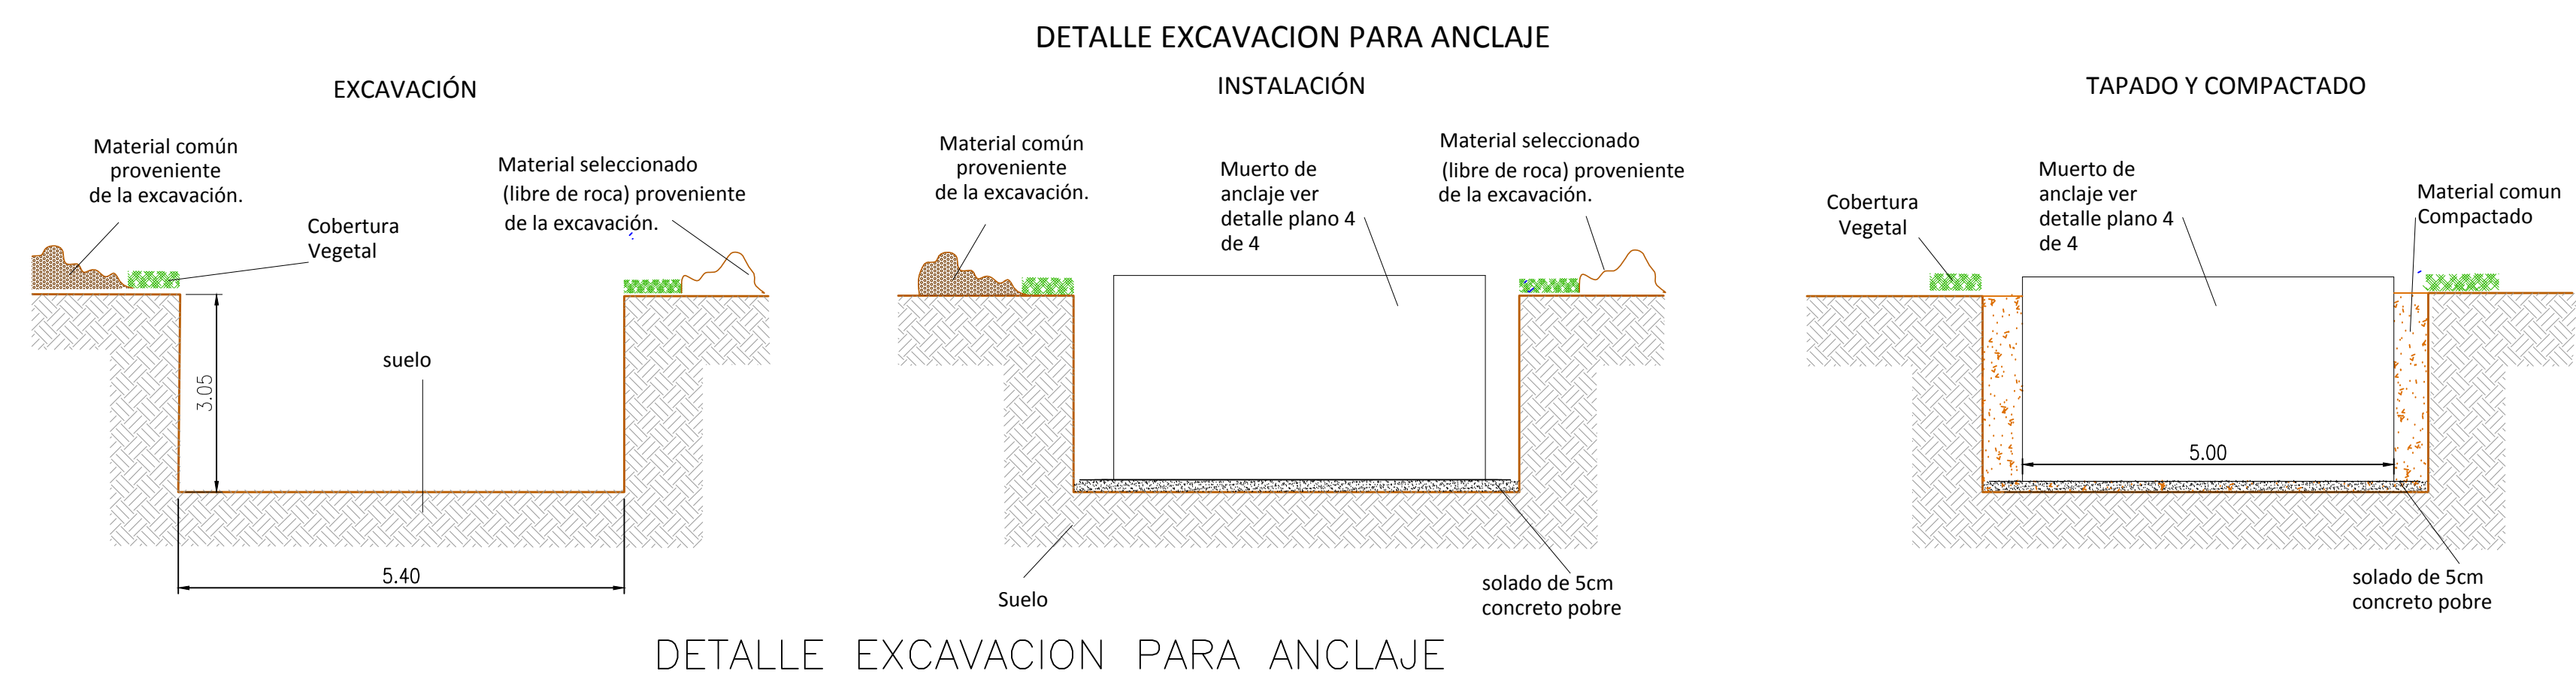 DETALLE EXCAVACION PARA ANCLAJE
EXCAVACIÓN
Material común
proveniente
de la excavación.
Cobertura
Vegetal
Material seleccionado
(libre de roca) proveniente
de la excavación.
suelo
3.05
5.40
INSTALACIÓN
Material común
proveniente
de la excavación.
Muerto de
anclaje ver
detalle plano 4
de 4
Material seleccionado
(libre de roca) proveniente
de la excavación.
Suelo
solado de 5cm
concreto pobre
TAPADO Y COMPACTADO
Cobertura
Vegetal
Muerto de
anclaje ver
detalle plano 4
de 4
Material comun
Compactado
5.00
solado de 5cm
concreto pobre
DETALLE EXCAVACION PARA ANCLAJE